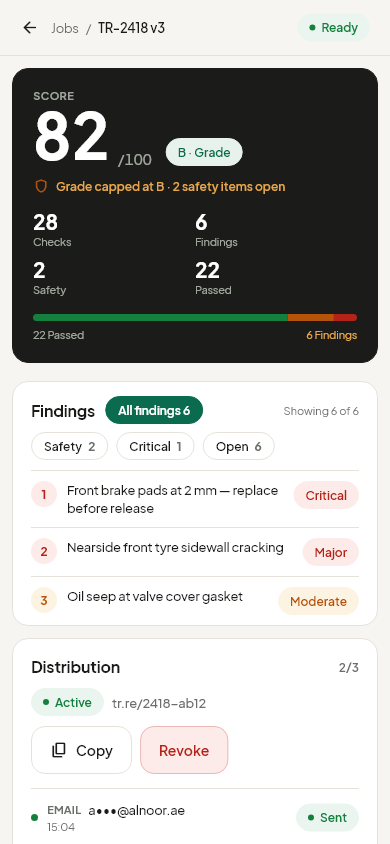 Jobs / TR-2418 v3
Ready
SCORE
82 /100
B · Grade
Grade capped at B · 2 safety items open
28 6
Checks Findings
2 22
Safety Passed
22 Passed 6 Findings
Findings All findings 6 Showing 6 of 6
Safety 2 Critical 1 Open 6
1 Front brake pads at 2 mm — replace
before release
Critical
2 Nearside front tyre sidewall cracking Major
3 Oil seep at valve cover gasket Moderate
Distribution 2/3
Active tr.re/2418-ab12
Copy Revoke
EMAIL a•••@alnoor.ae Sent
15:04